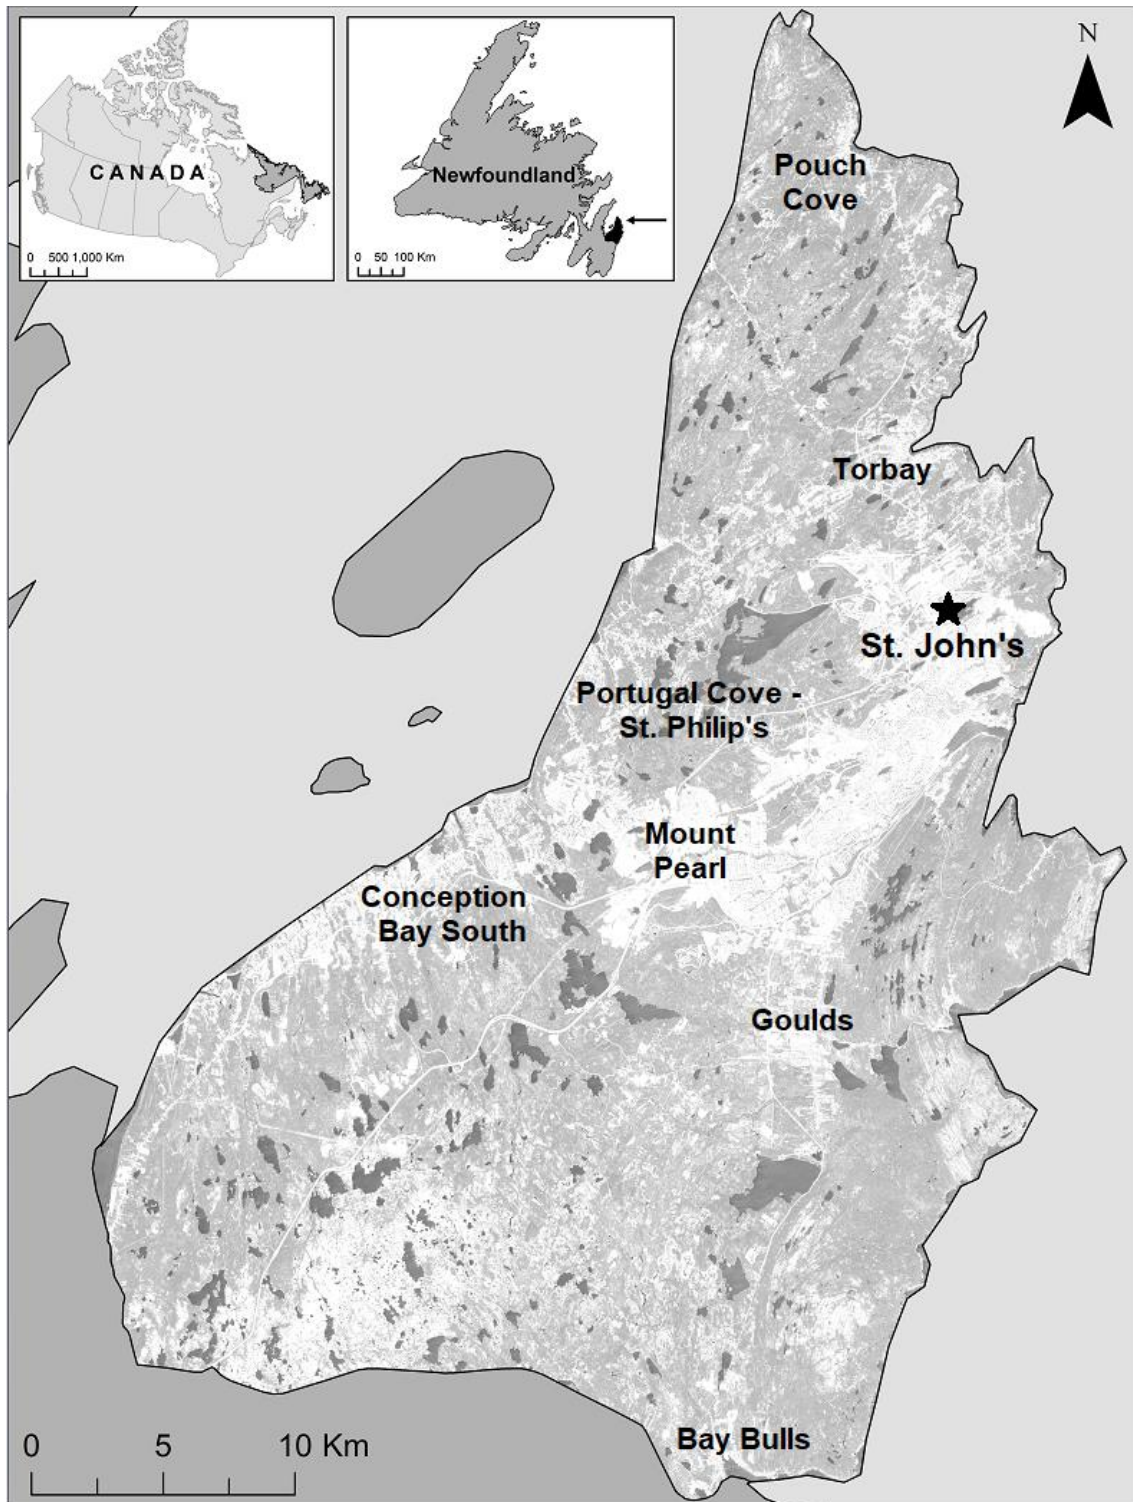 CANADA
0 500 1,000 Km
Newfoundland
0 50 100 Km
N
Pouch
Cove
Torbay
St. John's
Portugal Cove -
St. Philip's
Mount
Pearl
Conception
Bay South
Goulds
Bay Bulls
0 5 10 Km